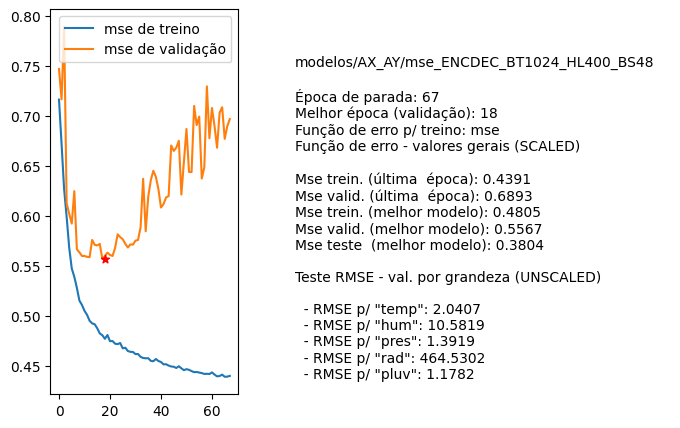 mse de treino
mse de validação
0.80
0.75
0.70
0.65
0.60
0.55
0.50
0.45
0
20
40
60
modelos/AX_AY/mse_ENCDEC_BT1024_HL400_BS48
Época de parada: 67
Melhor época (validação): 18
Função de erro p/ treino: mse
Função de erro - valores gerais (SCALED)
Mse trein. (última  época): 0.4391
Mse valid. (última  época): 0.6893
Mse trein. (melhor modelo): 0.4805
Mse valid. (melhor modelo): 0.5567
Mse teste  (melhor modelo): 0.3804
Teste RMSE - val. por grandeza (UNSCALED)
- RMSE p/ "temp": 2.0407
- RMSE p/ "hum": 10.5819
- RMSE p/ "pres": 1.3919
- RMSE p/ "rad": 464.5302
- RMSE p/ "pluv": 1.1782